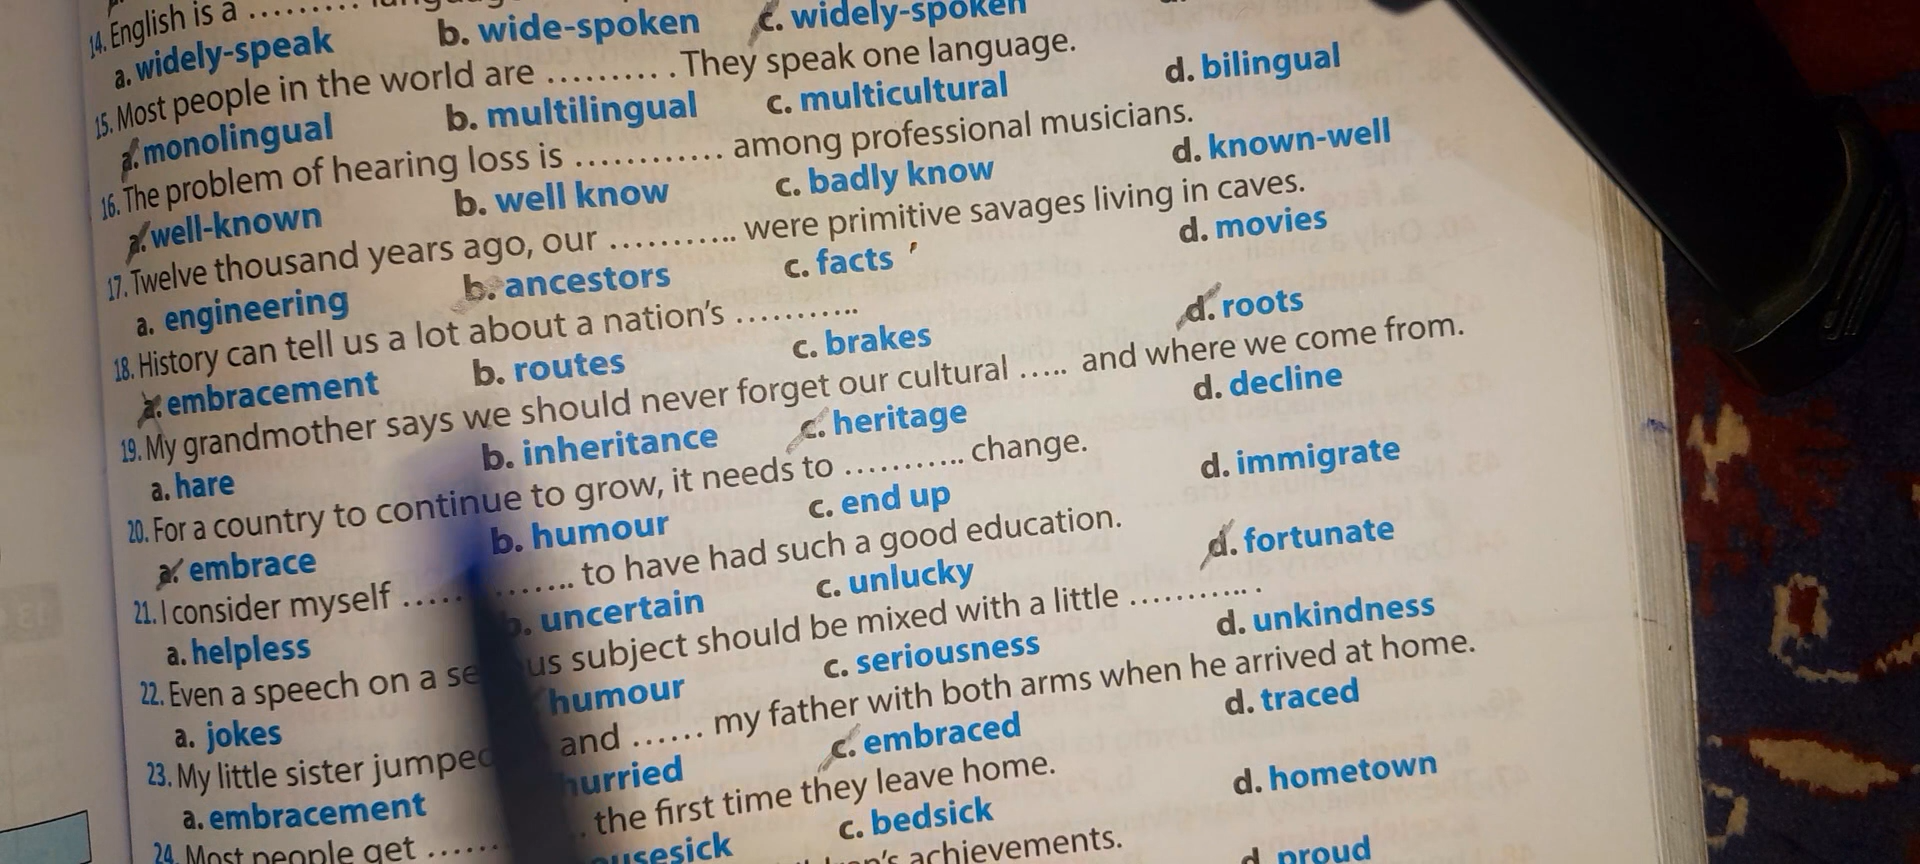 14. English is a ..........
a. widely-speak b. wide-spoken c. widely-spoken
15. Most people in the world are .......... . They speak one language.
a. monolingual b. multilingual c. multicultural d. bilingual
16. The problem of hearing loss is ............ among professional musicians.
a. well-known b. well know c. badly know d. known-well
17. Twelve thousand years ago, our ........... were primitive savages living in caves.
a. engineering b. ancestors c. facts d. movies
18. History can tell us a lot about a nation's ...........
a. embracement b. routes c. brakes d. roots
19. My grandmother says we should never forget our cultural ..... and where we come from.
a. hare b. inheritance c. heritage d. decline
20. For a country to continue to grow, it needs to ........... change.
a. embrace b. humour c. end up d. immigrate
21. I consider myself ........... to have had such a good education.
a. helpless b. uncertain c. unlucky d. fortunate
22. Even a speech on a se us subject should be mixed with a little ........... .
a. jokes humour c. seriousness d. unkindness
23. My little sister jumped and ...... my father with both arms when he arrived at home.
a. embracement hurried c. embraced d. traced
24. Most people get ...... the first time they leave home.
c. bedsick d. hometown
achievements.
d. proud